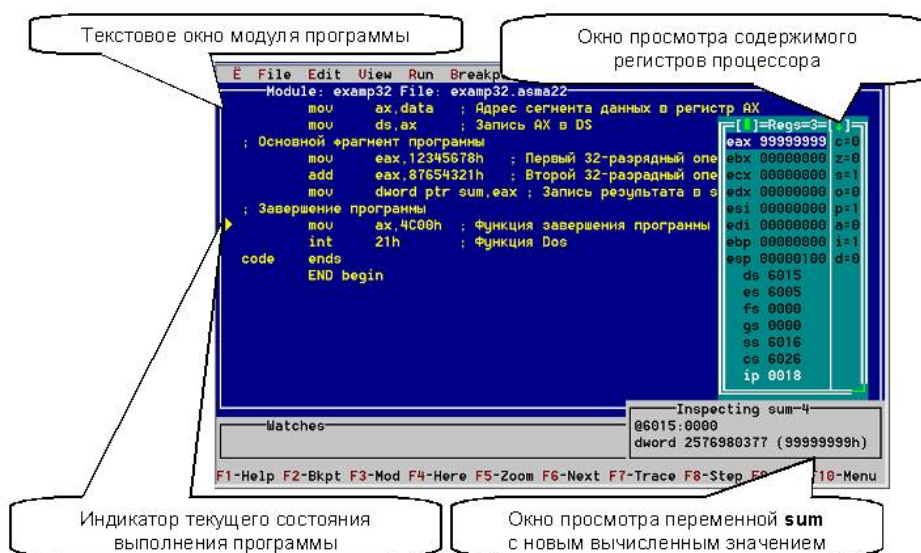 Текстовое окно модуля программы
Окно просмотра содержимого
регистров процессора
Ё File Edit View Run
Module: examp32 File: examp32.asma22
mov ax,data ; Адрес сегмента данных в регистр AX
mov ds,ax ; Запись AX в DS
; Основной фрагмент программы
mov eax,12345678h ; Первый 32-разрядный опе
add eax,87654321h ; Второй 32-разрадный опе
mov dword ptr sum,eax ; Запись результата в s
; Завершение программы
mov ax,4C00h ; Функция завершения программы
int 21h ; Функция Dos
code ends
END begin
[ ]=Regs=3=[ ]
eax 99999999 c=0
ebx 00000000 z=0
ecx 00000000 s=1
edx 00000000 o=0
esi 00000000 p=1
edi 00000000 a=0
ebp 00000000 i=1
esp 00000100 d=0
ds 6015
es 6005
fs 0000
gs 0000
ss 6016
cs 6026
ip 0018
Watches
Inspecting sum—4
@6015:0000
dword 2576980377 (99999999h)
F1-Help F2-Bkpt F3-Mod F4-Here F5-Zoom F6-Next F7-Trace F8-Step F10-Menu
Индикатор текущего состояния
выполнения программы
Окно просмотра переменной sum
с новым вычисленным значением